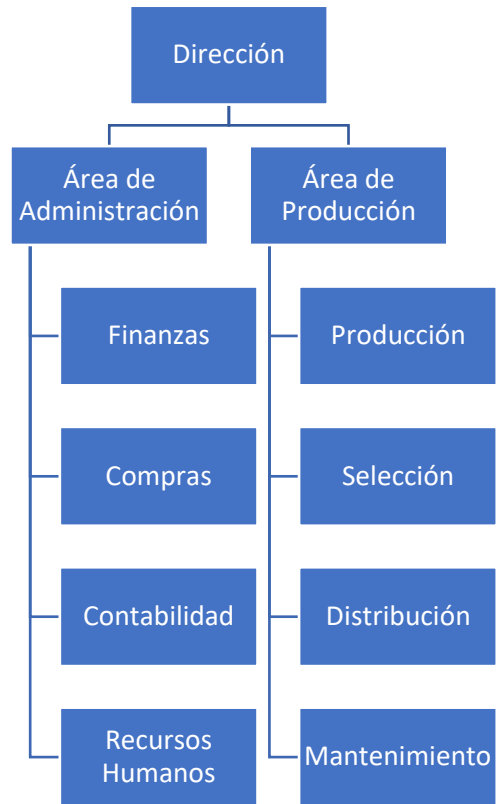 Dirección
Área de
Administración
Área de
Producción
Finanzas
Producción
Compras
Selección
Contabilidad
Distribución
Recursos
Humanos
Mantenimiento